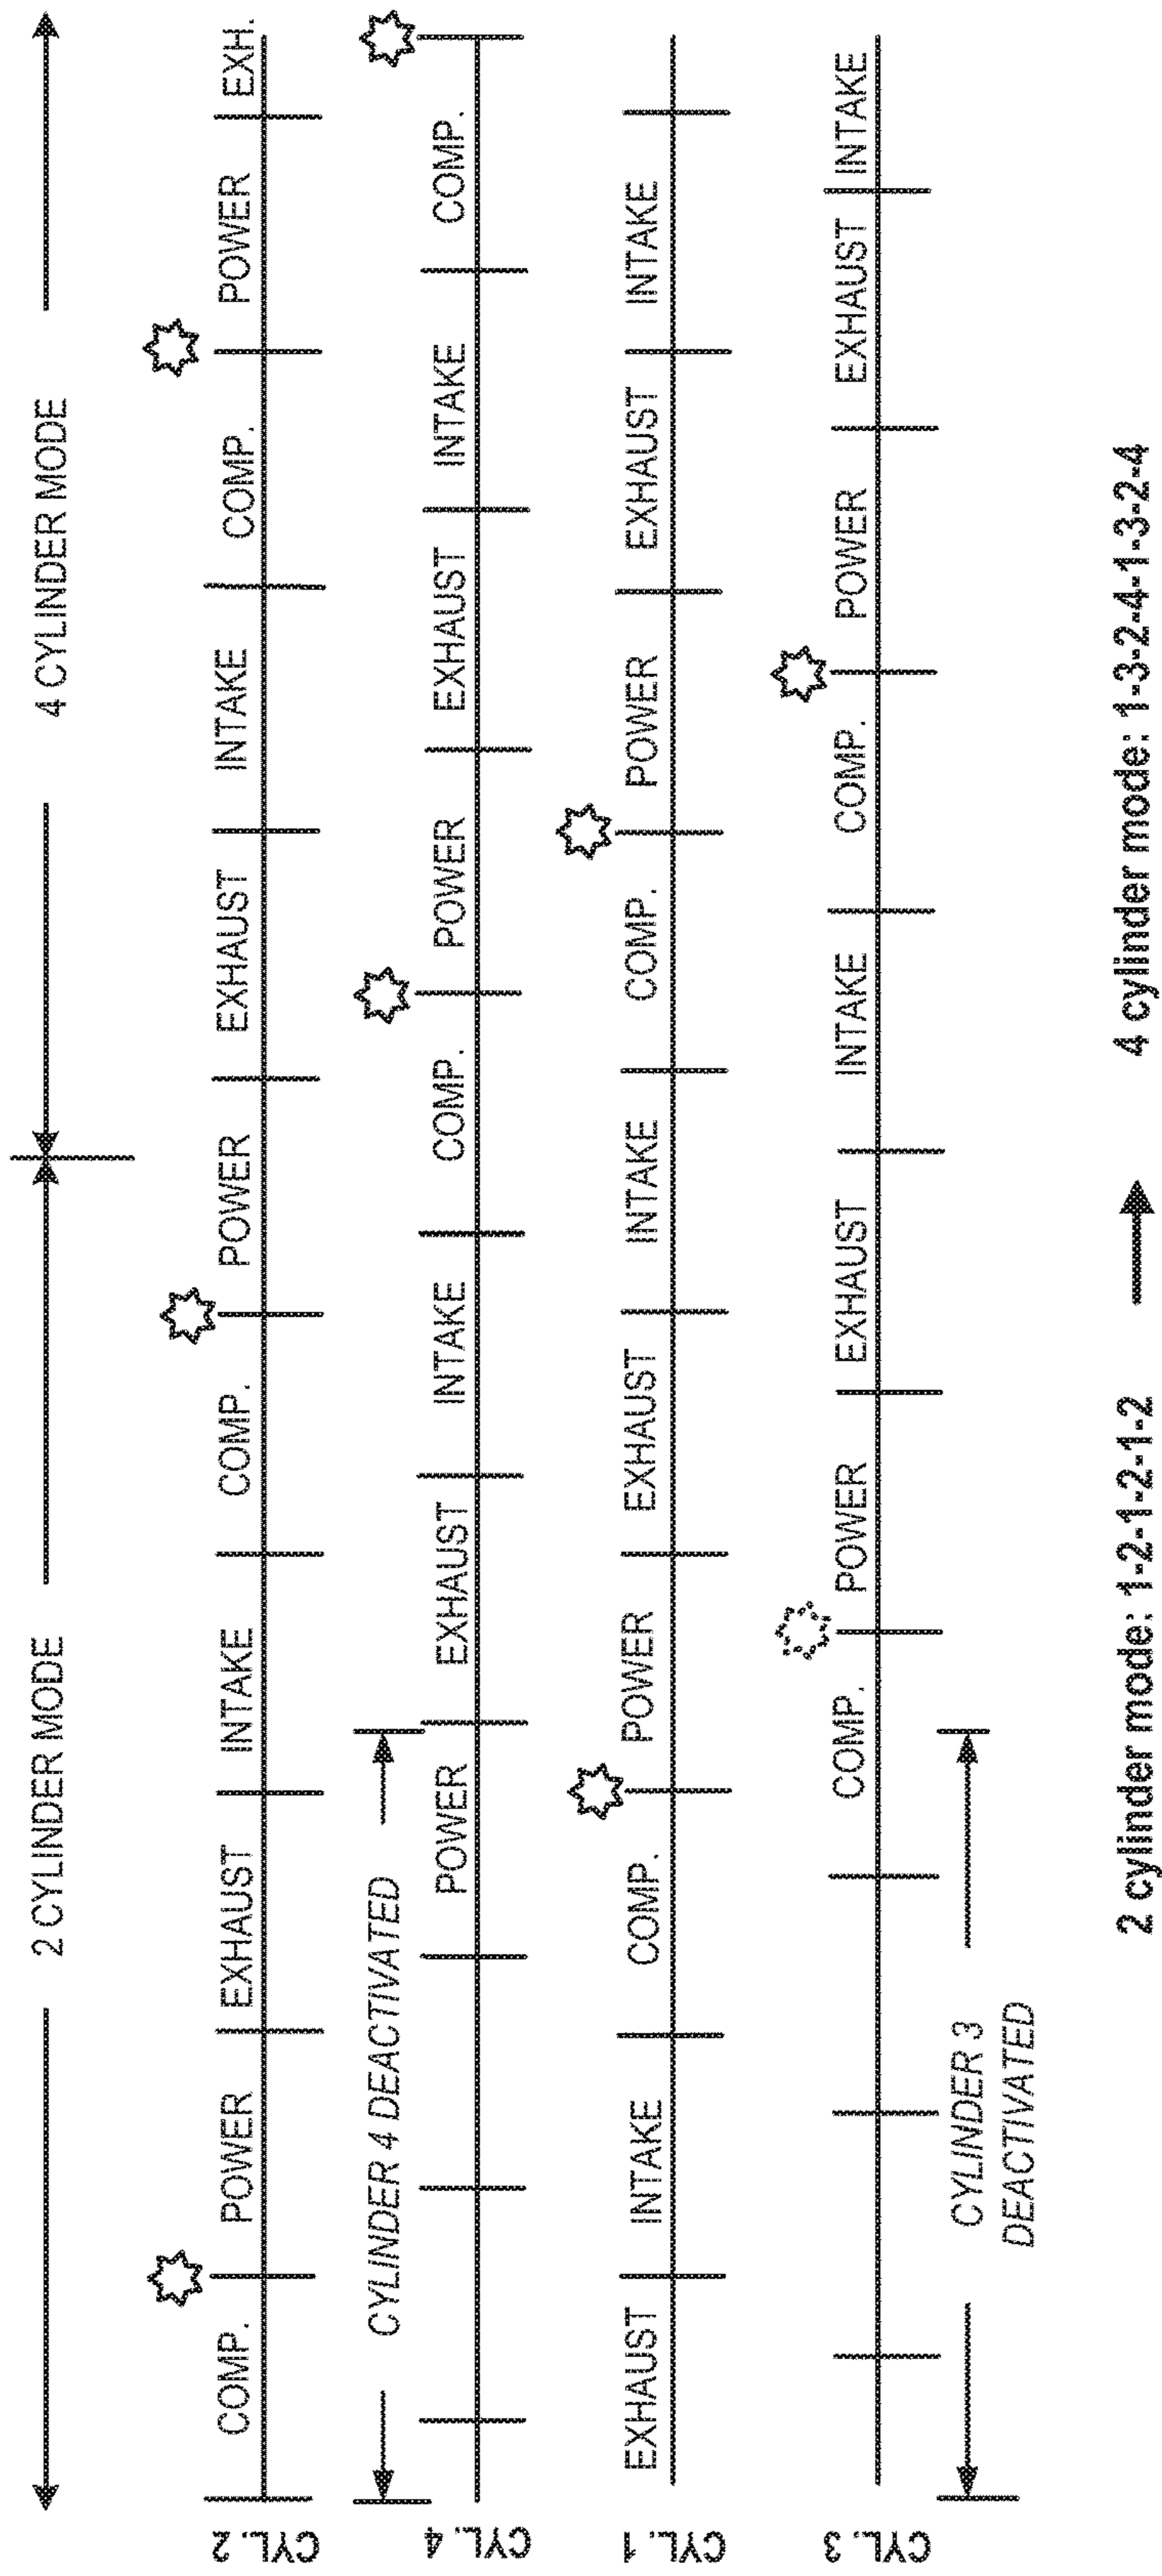 2 CYLINDER MODE 4 CYLINDER MODE
CYL. 2 COMP. POWER EXHAUST INTAKE COMP. POWER EXHAUST INTAKE COMP. POWER EXH.
CYLINDER 4 DEACTIVATED
CYL. 4 POWER EXHAUST INTAKE COMP. POWER EXHAUST INTAKE COMP.
CYL. 1 EXHAUST INTAKE COMP. POWER EXHAUST INTAKE COMP. POWER EXHAUST INTAKE
CYL. 3 COMP. POWER EXHAUST INTAKE COMP. POWER EXHAUST INTAKE
CYLINDER 3
DEACTIVATED
2 cylinder mode: 1-2-1-2-1-2 4 cylinder mode: 1-3-2-4-1-3-2-4